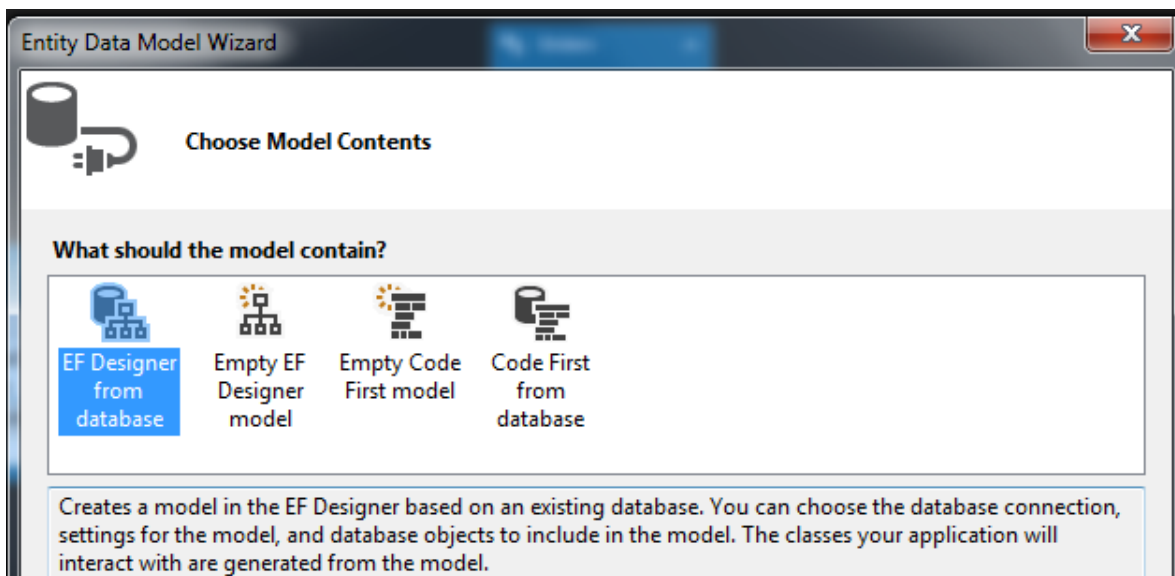 Entity Data Model Wizard
Choose Model Contents
What should the model contain?
EF Designer
from
database
Empty EF
Designer
model
Empty Code
First model
Code First
from
database
Creates a model in the EF Designer based on an existing database. You can choose the database connection,
settings for the model, and database objects to include in the model. The classes your application will
interact with are generated from the model.